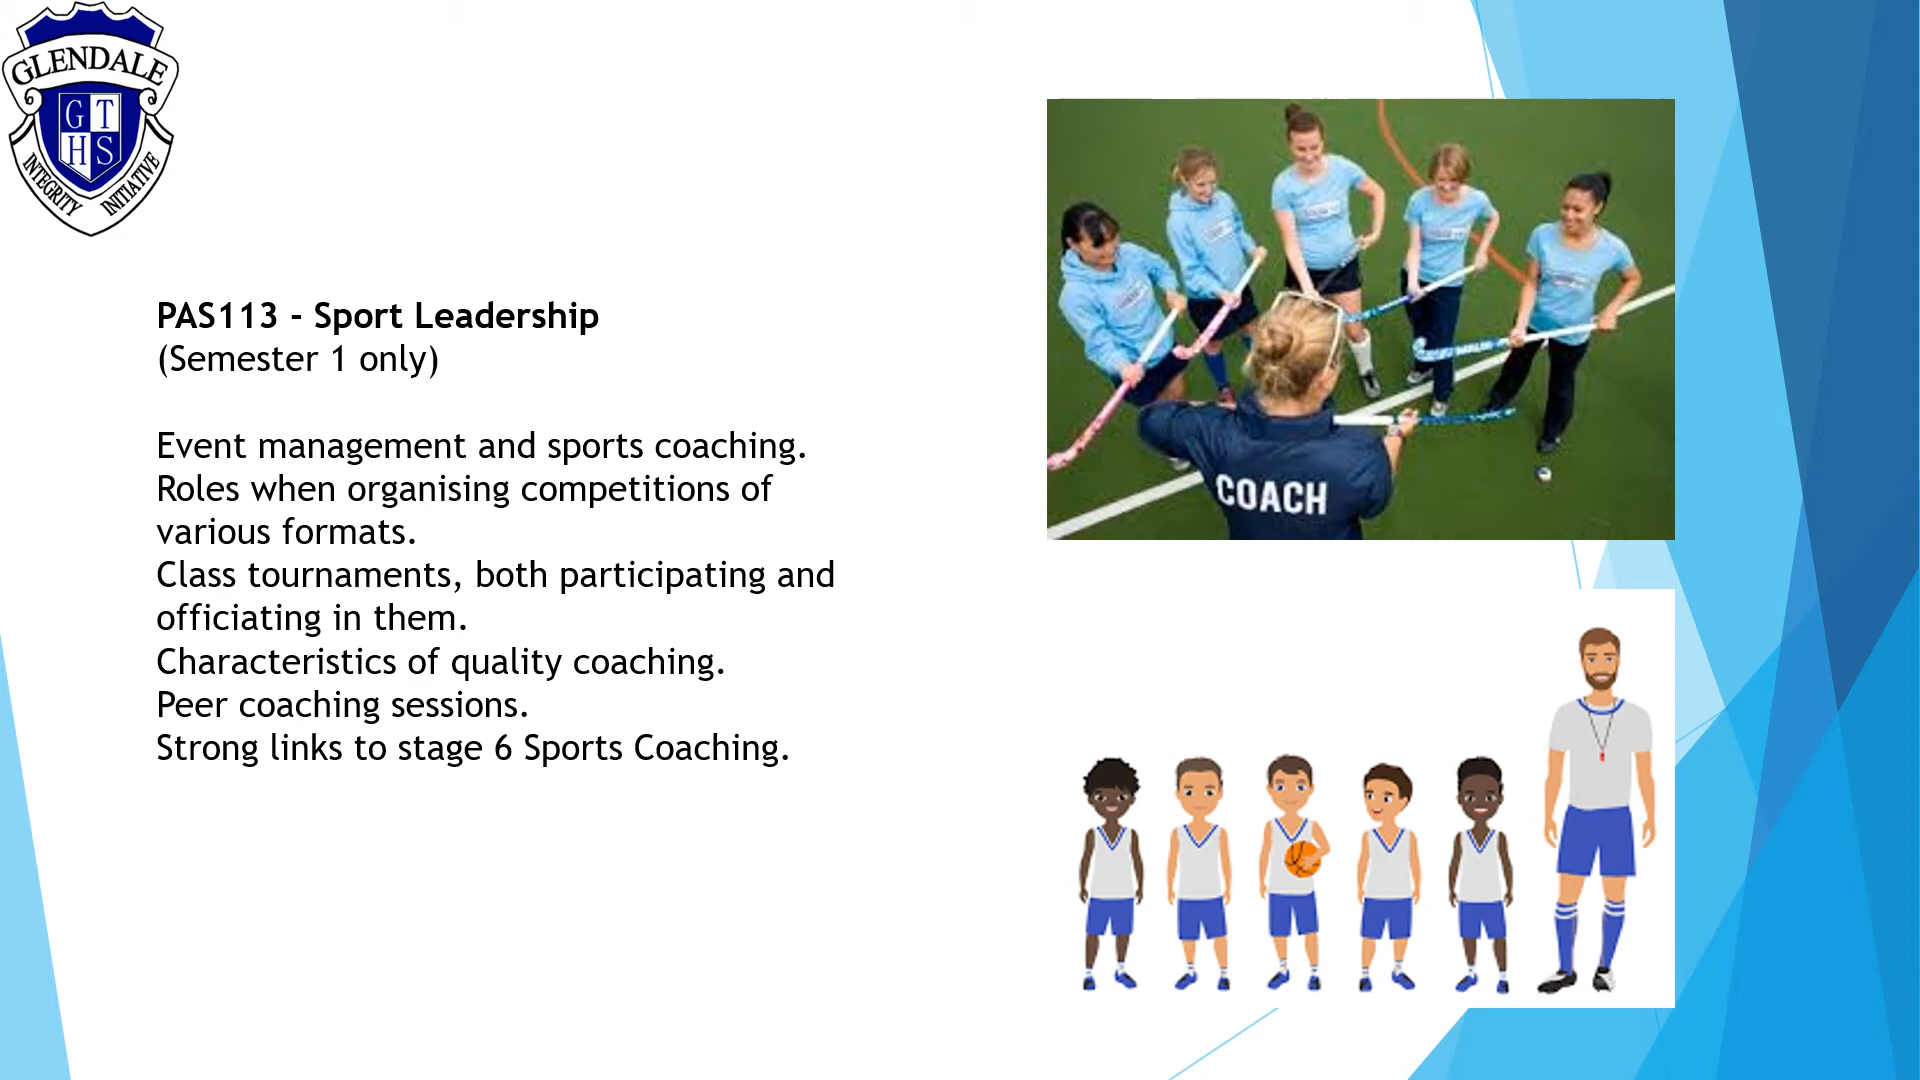 GLENDALE
G T
H S
INTEGRITY INITIATIVE
PAS113 - Sport Leadership
(Semester 1 only)
Event management and sports coaching.
Roles when organising competitions of
various formats.
Class tournaments, both participating and
officiating in them.
Characteristics of quality coaching.
Peer coaching sessions.
Strong links to stage 6 Sports Coaching.
COACH